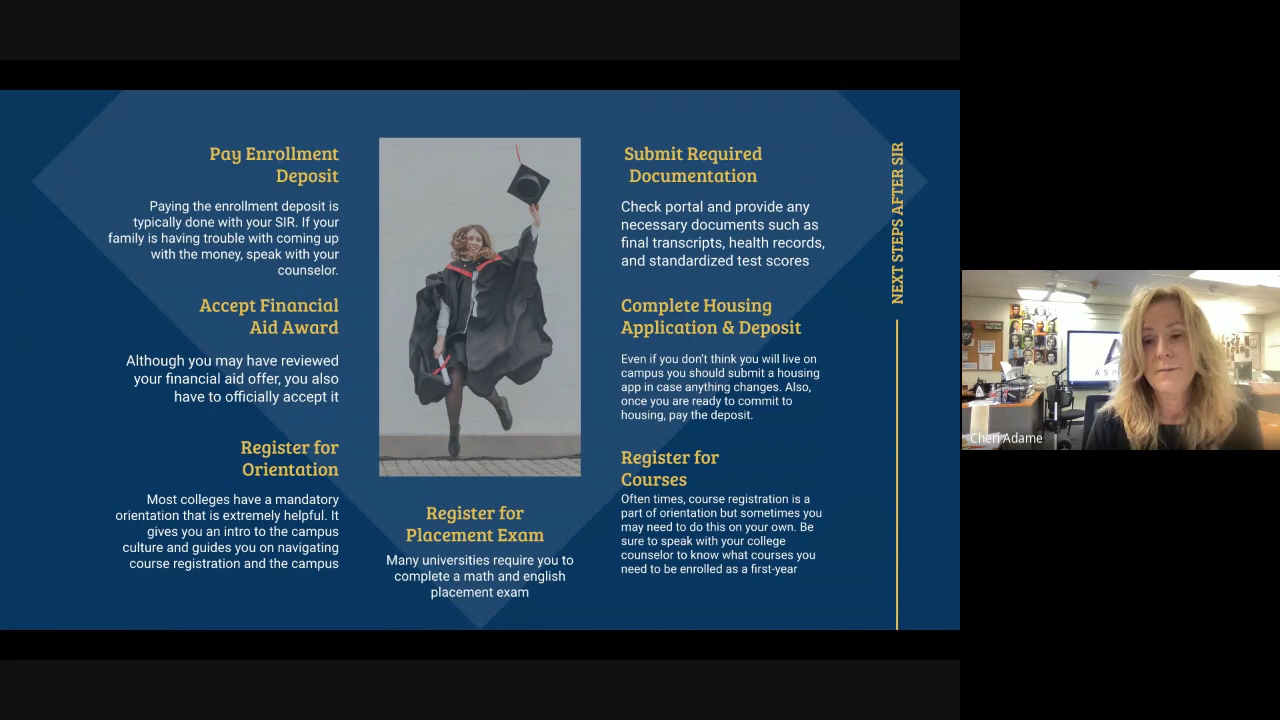 Pay Enrollment
Deposit
Paying the enrollment deposit is
typically done with your SIR. If your
family is having trouble with coming up
with the money, speak with your
counselor.
Accept Financial
Aid Award
Although you may have reviewed
your financial aid offer, you also
have to officially accept it
Register for
Orientation
Most colleges have a mandatory
orientation that is extremely helpful. It
gives you an intro to the campus
culture and guides you on navigating
course registration and the campus
Register for
Placement Exam
Many universities require you to
complete a math and english
placement exam
Submit Required
Documentation
Check portal and provide any
necessary documents such as
final transcripts, health records,
and standardized test scores
Complete Housing
Application & Deposit
Even if you don't think you will live on
campus you should submit a housing
app in case anything changes. Also,
once you are ready to commit to
housing, pay the deposit.
Register for
Courses
Often times, course registration is a
part of orientation but sometimes you
may need to do this on your own. Be
sure to speak with your college
counselor to know what courses you
need to be enrolled as a first-year
NEXT STEPS AFTER SIR
Cheri Adame